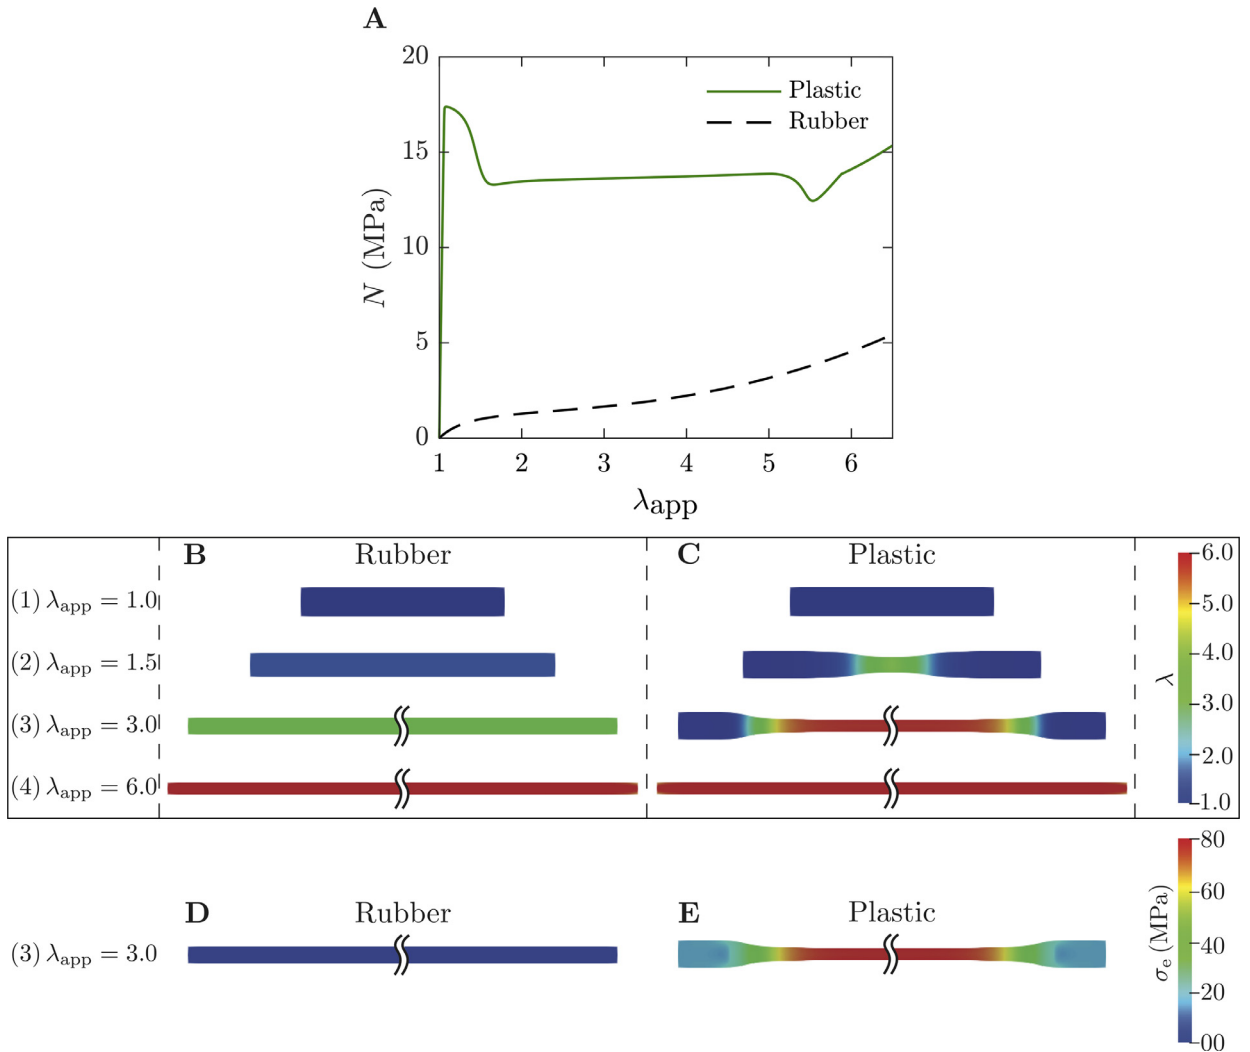 A
20
15
10
5
0
N (MPa)
Plastic
Rubber
1 2 3 4 5 6
λapp
B Rubber C Plastic
(1) λapp = 1.0
(2) λapp = 1.5
(3) λapp = 3.0
(4) λapp = 6.0
6.0
5.0
4.0
3.0
2.0
1.0
λ
D Rubber E Plastic
(3) λapp = 3.0
80
60
40
20
00
σe (MPa)